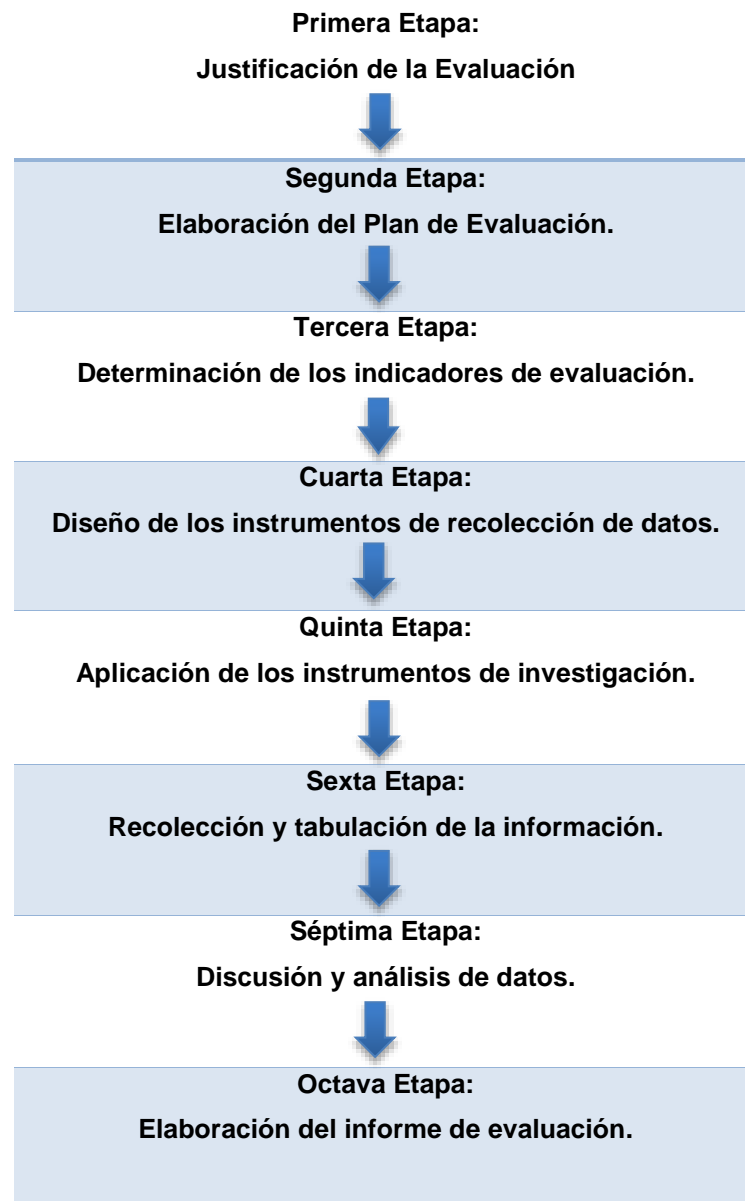 Primera Etapa:
Justificación de la Evaluación
Segunda Etapa:
Elaboración del Plan de Evaluación.
Tercera Etapa:
Determinación de los indicadores de evaluación.
Cuarta Etapa:
Diseño de los instrumentos de recolección de datos.
Quinta Etapa:
Aplicación de los instrumentos de investigación.
Sexta Etapa:
Recolección y tabulación de la información.
Séptima Etapa:
Discusión y análisis de datos.
Octava Etapa:
Elaboración del informe de evaluación.